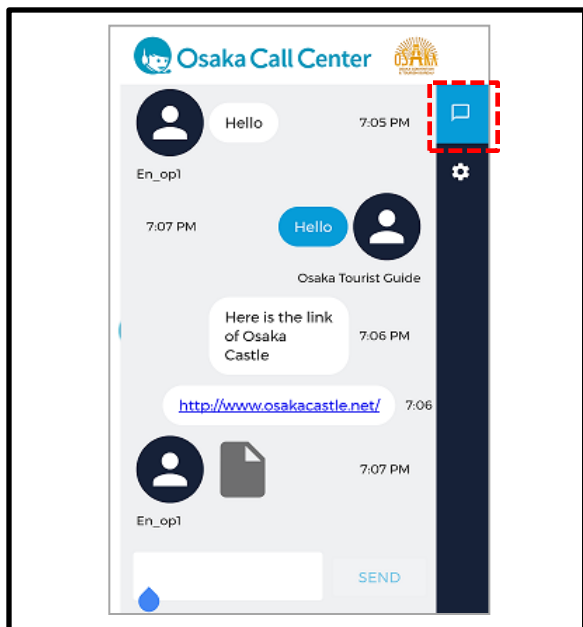 Osaka Call Center
OSAKA
Hello
7:05 PM
En_op1
7:07 PM
Hello
Osaka Tourist Guide
Here is the link
of Osaka
Castle
7:06 PM
http://www.osakacastle.net/
7:06
7:07 PM
En_op1
SEND